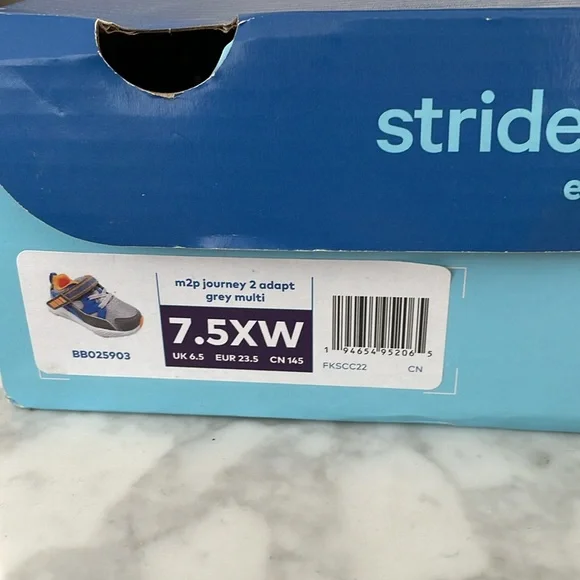 stride
e
m2p journey 2 adapt
grey multi
7.5XW
UK 6.5 EUR 23.5 CN 145
BB025903
1 94654 95206 5
FKSCC22 CN